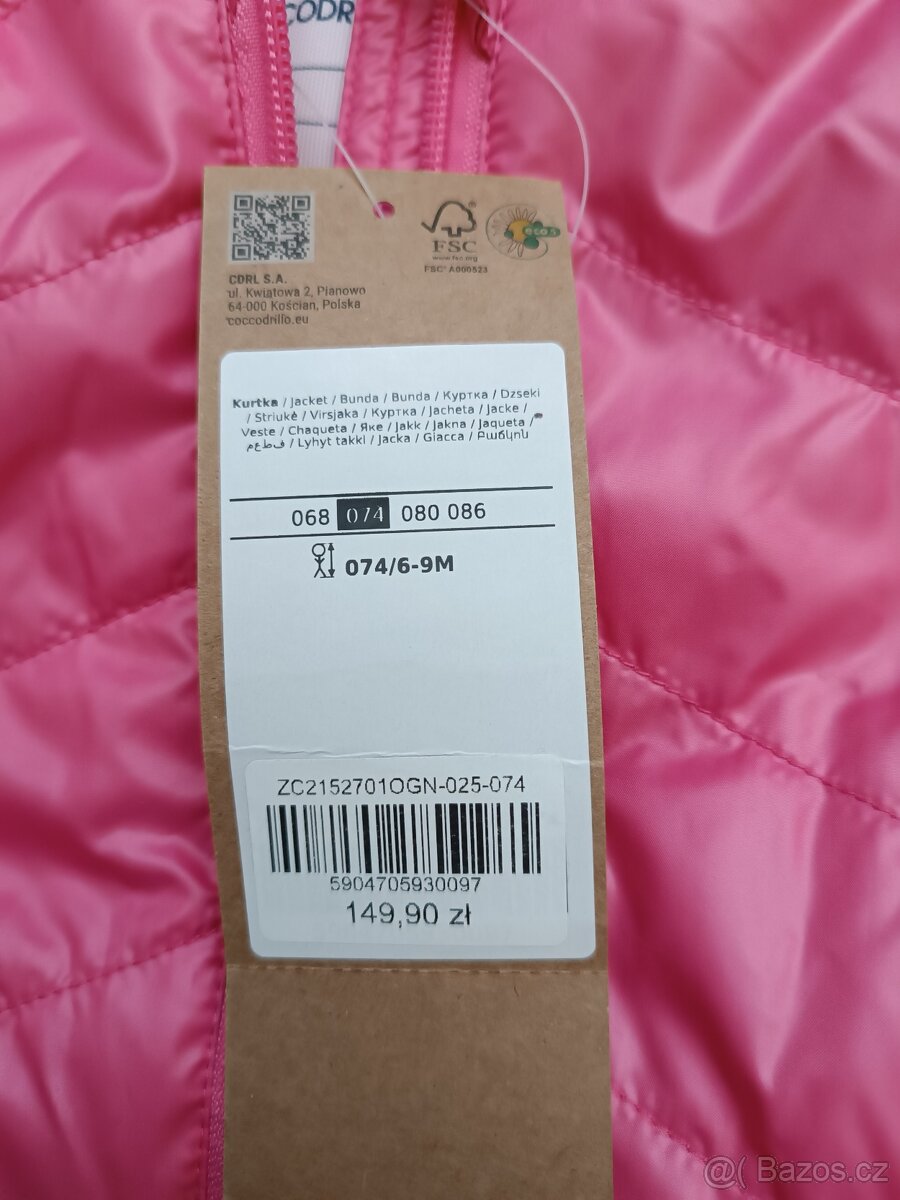 CODR
FSC
www.fsc.org
FSC® A000523
CDRL S.A.
ul. Kwiatowa 2, Pianowo
64-000 Kościan, Polska
coccodrillo.eu
Kurtka / Jacket / Bunda / Bunda / Куртка / Dzseki
/ Striukė / Virsjaka / Куртка / Jacheta / Jacke /
Veste / Chaqueta / Яке / Jakk / Jakna / Jaqueta /
/ Lyhyt takki / Jacka / Giacca / Բաճկոն
068 074 080 086
074/6-9M
ZC2152701OGN-025-074
5904705930097
149,90 zł
@( Bazos.cz